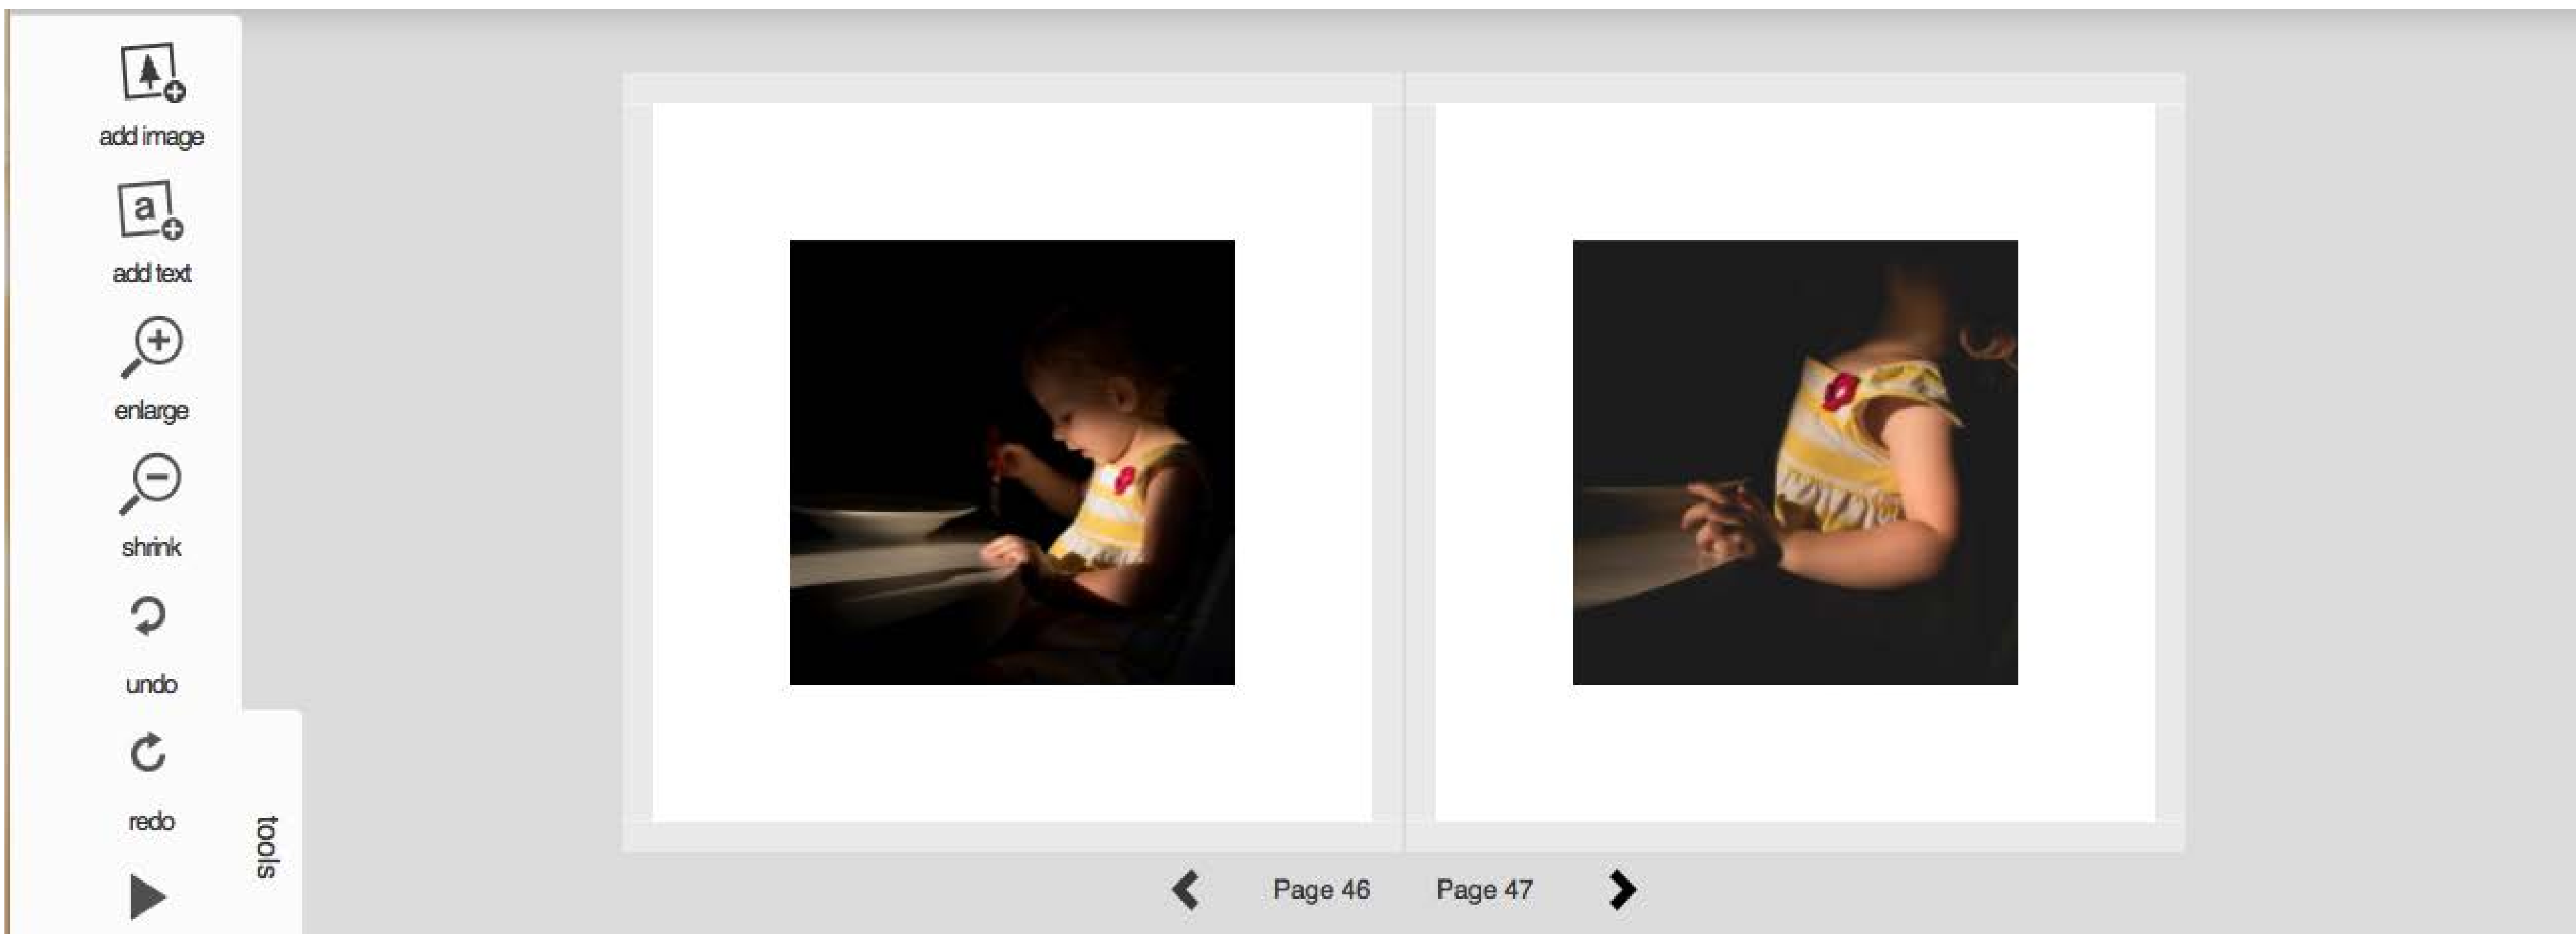 add image
a
add text
enlarge
shrink
undo
redo
tools
Page 46
Page 47